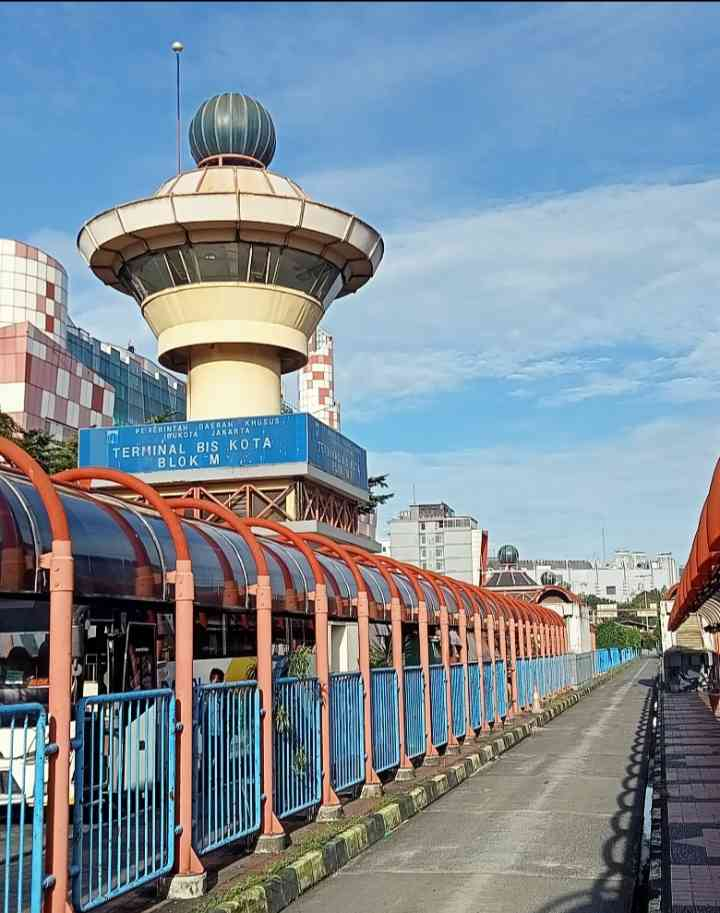 PEMERINTAH DAERAH KHUSUS
IBUKOTA JAKARTA
TERMINAL BIS KOTA
BLOK M